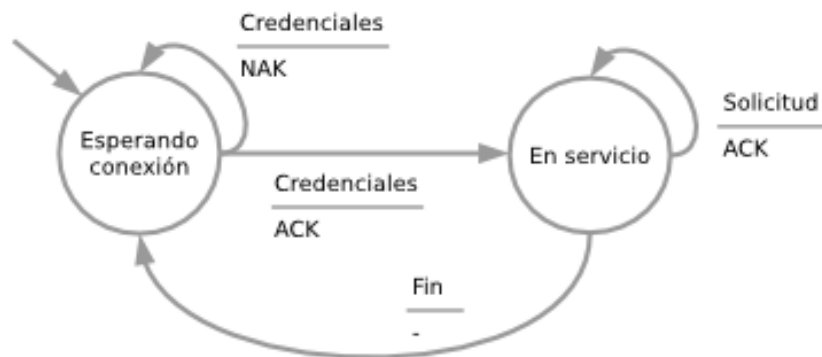 Credenciales
NAK
Esperando
conexión
En servicio
Solicitud
ACK
Credenciales
ACK
Fin
-